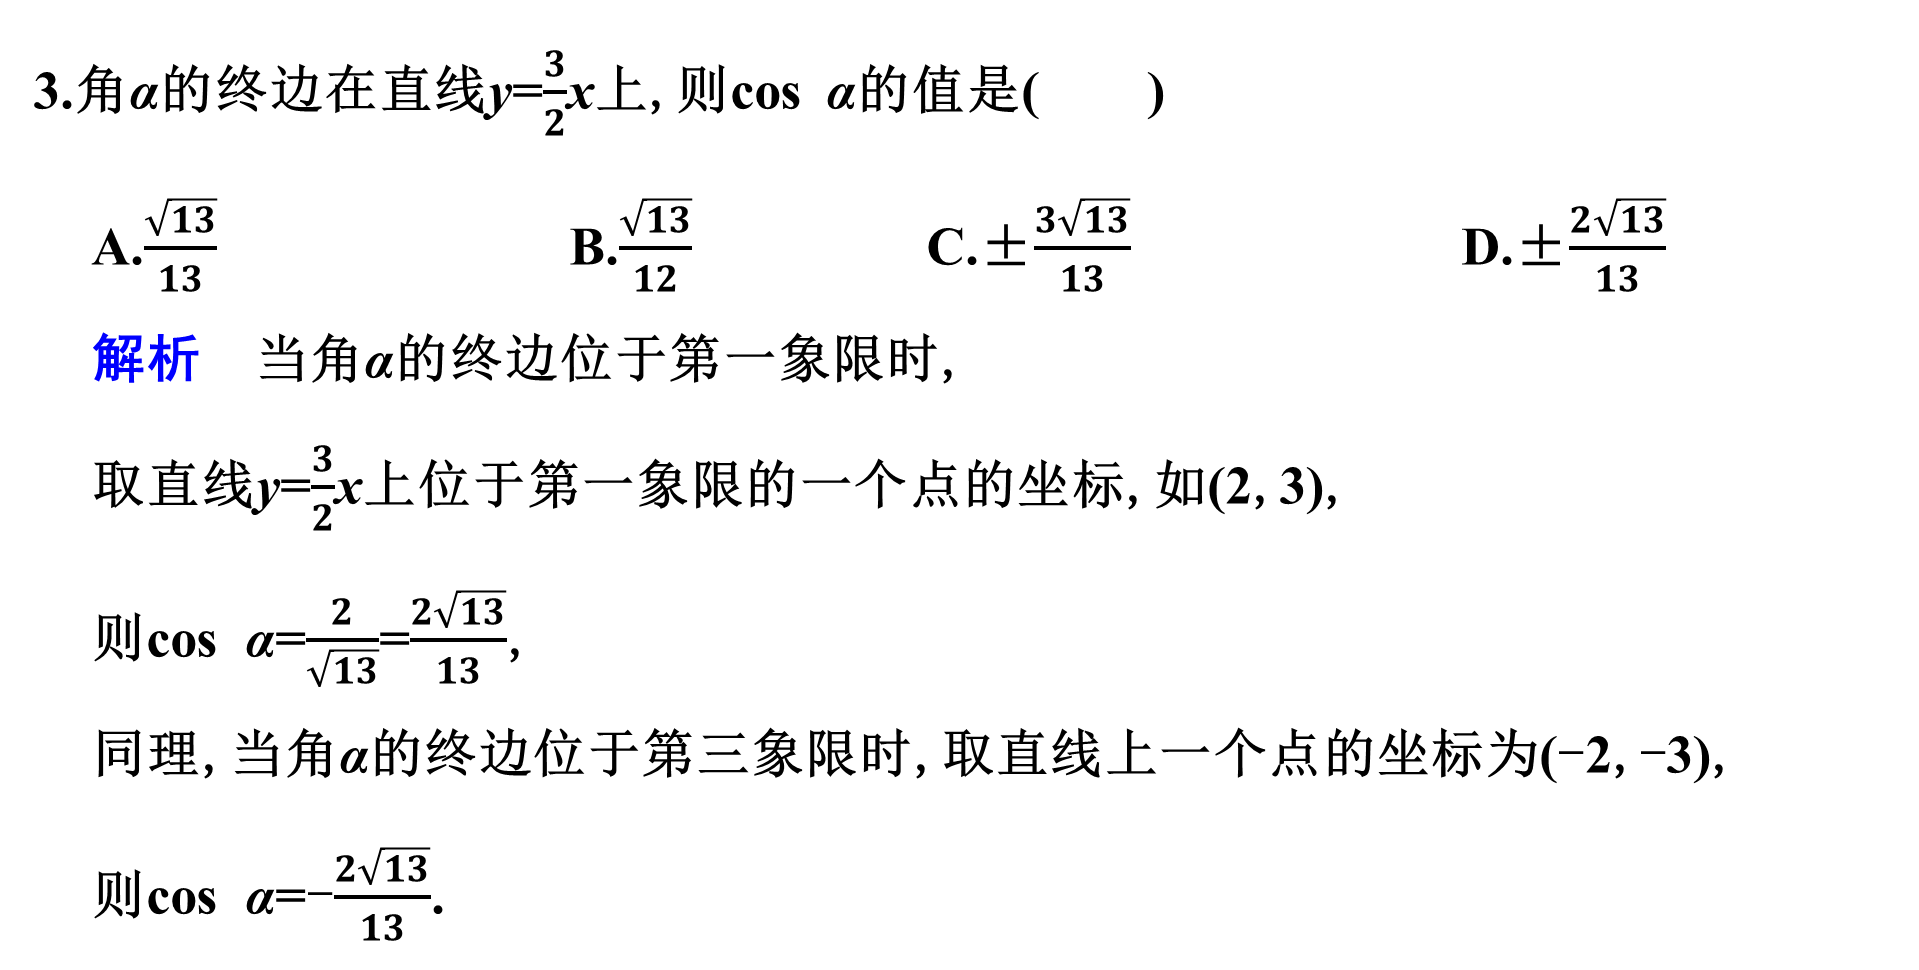 3.角α的终边在直线y=3/2x上,则cos α的值是(  )
A.√13/13 B.√13/12 C.±3√13/13 D.±2√13/13
解析 当角α的终边位于第一象限时,
取直线y=3/2x上位于第一象限的一个点的坐标,如(2,3),
则cos α=2/√13=2√13/13,
同理,当角α的终边位于第三象限时,取直线上一个点的坐标为(-2,-3),
则cos α=-2√13/13.